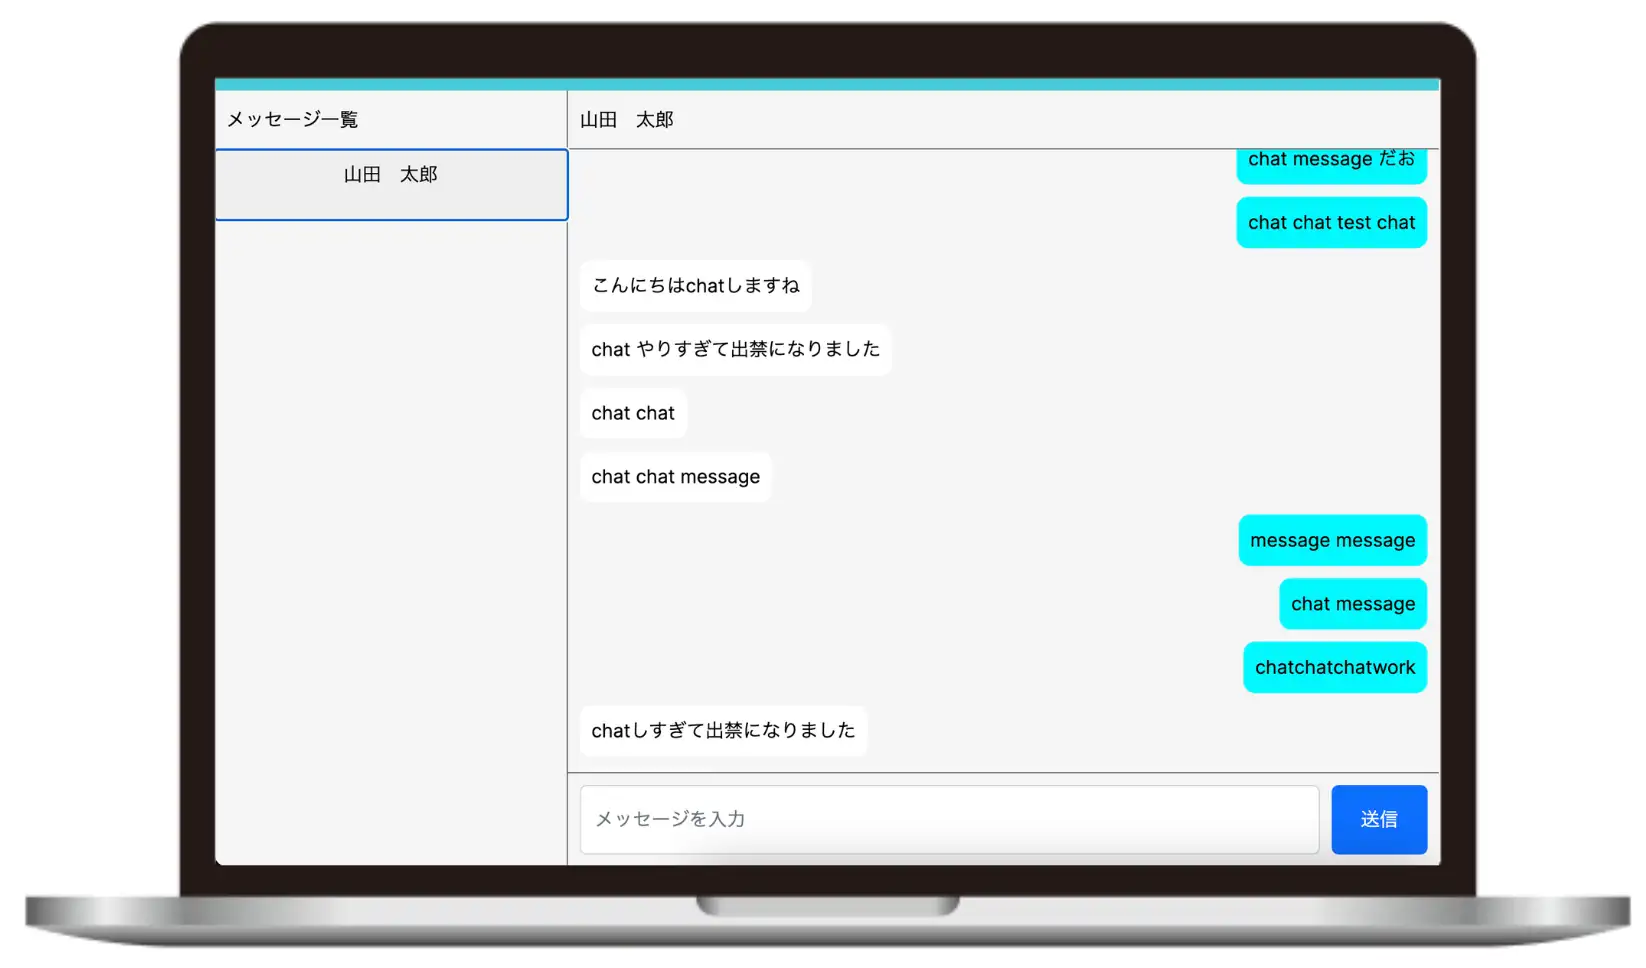 メッセージ一覧
山田　太郎
山田　太郎
chat message だお
chat chat test chat
こんにちはchatしますね
chat やりすぎて出禁になりました
chat chat
chat chat message
message message
chat message
chatchatchatwork
chatしすぎて出禁になりました
メッセージを入力
送信